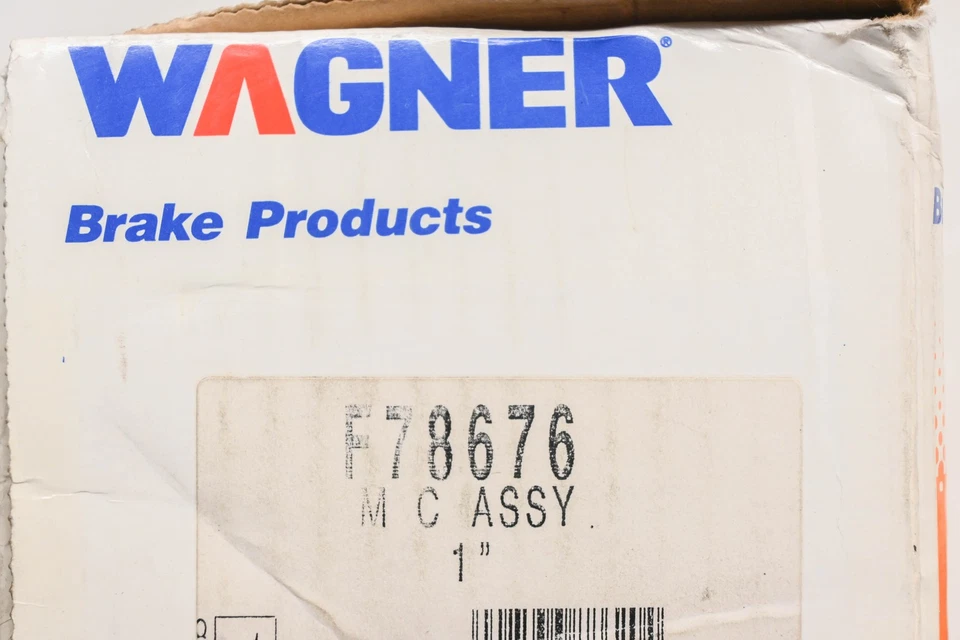 WAGNER®
Brake Products
F78676
M C ASSY.
1"